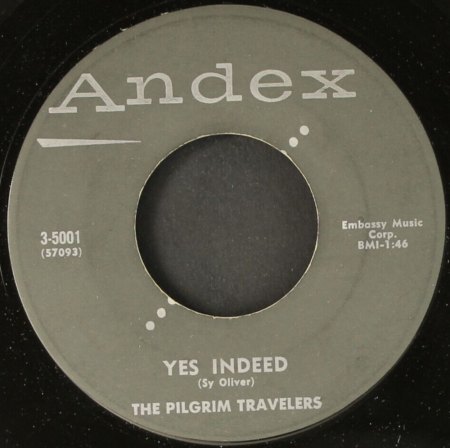 Andex
3-5001
(57093)
Embassy Music
Corp.
BMI-1:46
YES INDEED
(Sy Oliver)
THE PILGRIM TRAVELERS